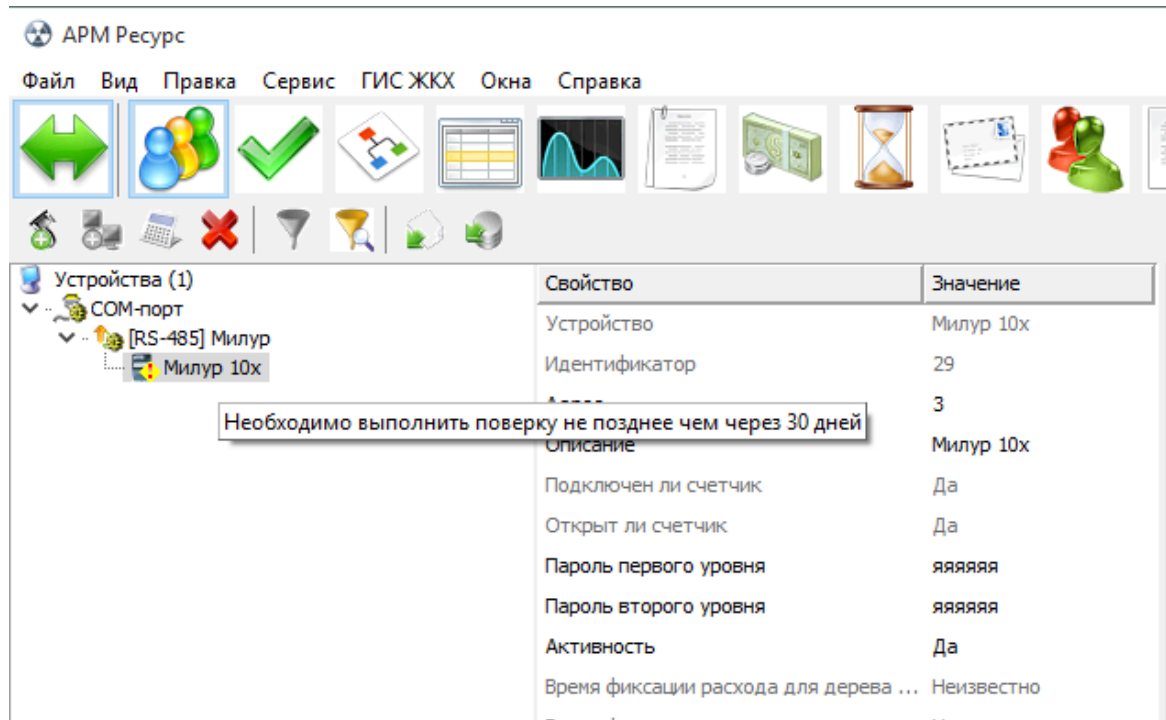 АРМ Ресурс
Файл Вид Правка Сервис ГИС ЖКХ Окна Справка
Устройства (1)
COM-порт
[RS-485] Милур
Милур 10x
Необходимо выполнить поверку не позднее чем через 30 дней
Свойство Значение
Устройство Милур 10x
Идентификатор 29
3
Описание Милур 10x
Подключен ли счетчик Да
Открыт ли счетчик Да
Пароль первого уровня яяяяяя
Пароль второго уровня яяяяяя
Активность Да
Время фиксации расхода для дерева ... Неизвестно